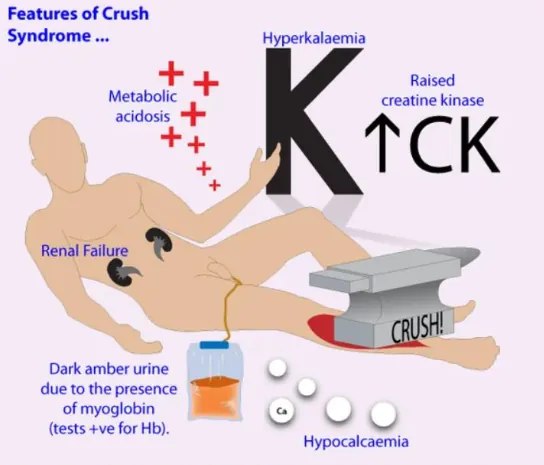 Features of Crush
Syndrome ...
Hyperkalaemia
K
Metabolic
acidosis
Raised
creatine kinase
↑CK
Renal Failure
CRUSH!
Dark amber urine
due to the presence
of myoglobin
(tests +ve for Hb).
Ca
Hypocalcaemia